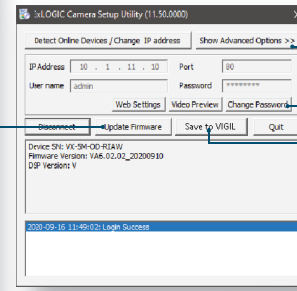 3xLOGIC Camera Setup Utility (11.50.0000)
Detect Online Devices / Change IP address Show Advanced Options >>
IP Address 10 . 1 . 11 . 10 Port 80
User name admin Password ********
Web Settings Video Preview Change Password
Disconnect Update Firmware Save to VIGIL Quit
Device SN: VX-5M-OD-RIAW
Firmware Version: VA6.02.02_20200910
DSP Version: V
2020-09-16 11:49:02: Login Success